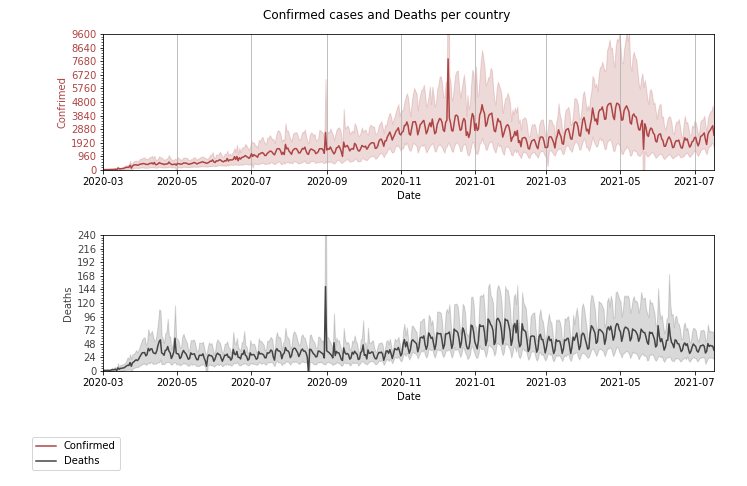 Confirmed cases and Deaths per country
9600
8640
7680
6720
5760
4800
3840
2880
1920
960
0
Confrimed
2020-03 2020-05 2020-07 2020-09 2020-11 2021-01 2021-03 2021-05 2021-07
Date
240
216
192
168
144
120
96
72
48
24
0
Deaths
2020-03 2020-05 2020-07 2020-09 2020-11 2021-01 2021-03 2021-05 2021-07
Date
Confirmed
Deaths